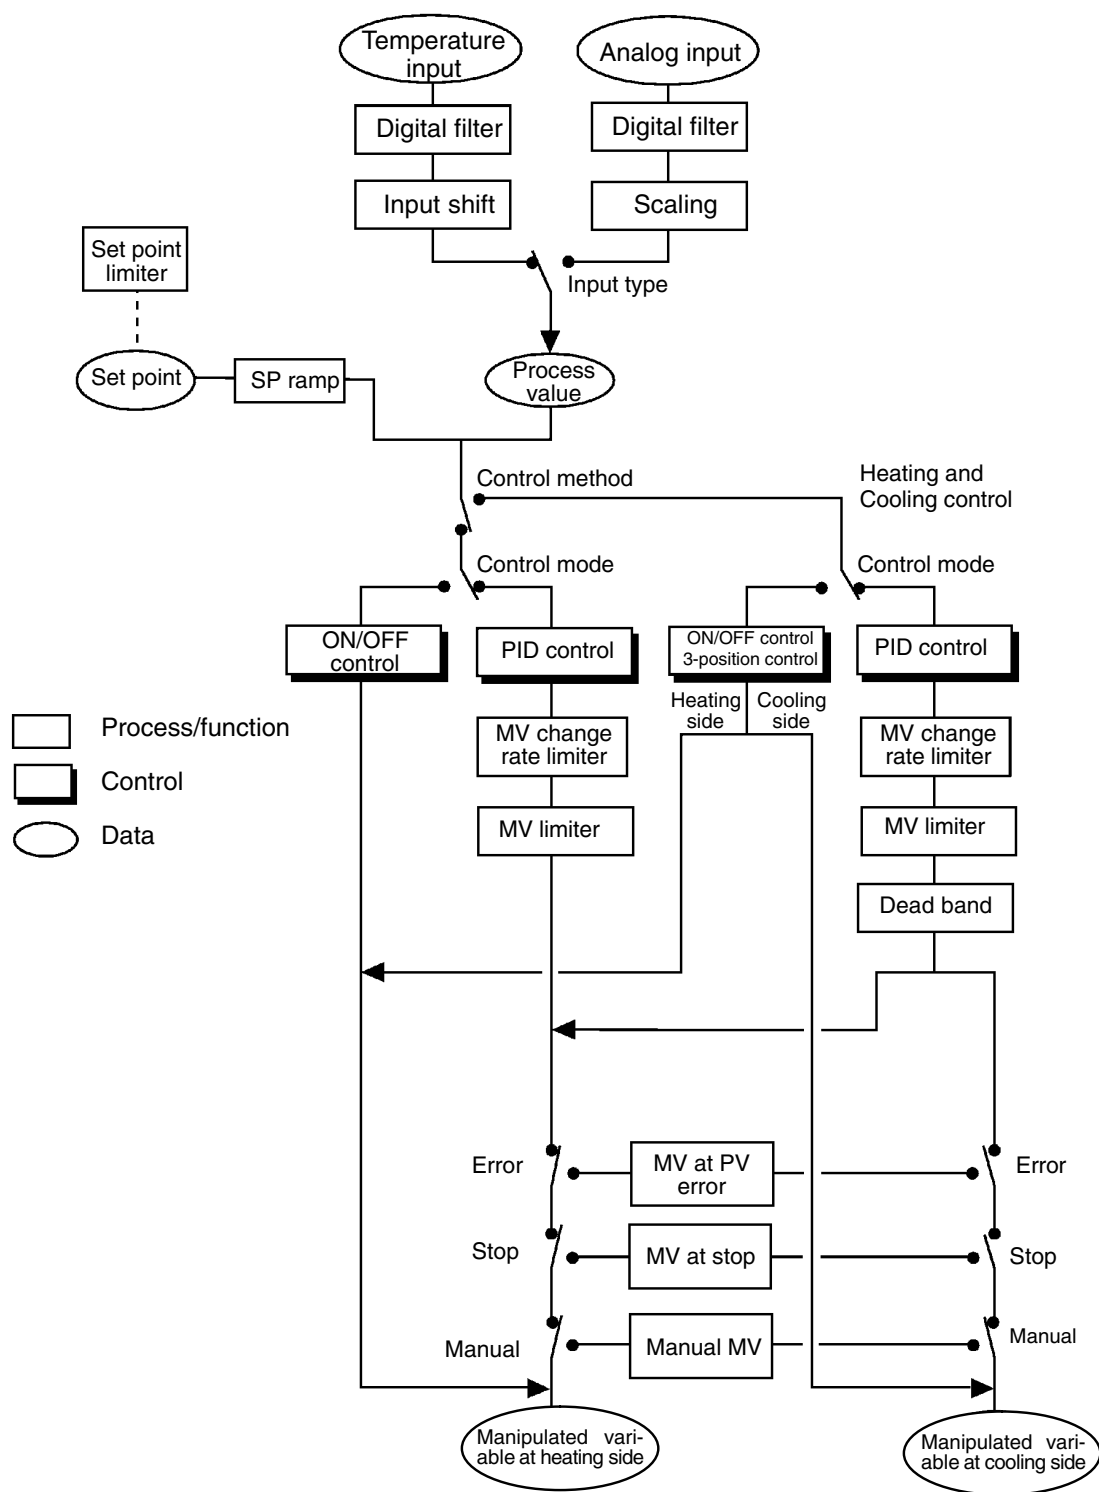 Temperature
input
Analog input
Digital filter
Digital filter
Input shift
Scaling
Set point
limiter
Input type
Set point
SP ramp
Process
value
Control method
Heating and
Cooling control
Control mode
Control mode
ON/OFF
control
PID control
ON/OFF control
3-position control
PID control
Heating
side
Cooling
side
Process/function
Control
Data
MV change
rate limiter
MV change
rate limiter
MV limiter
MV limiter
Dead band
Error
MV at PV
error
Error
Stop
MV at stop
Stop
Manual
Manual MV
Manual
Manipulated vari-
able at heating side
Manipulated vari-
able at cooling side